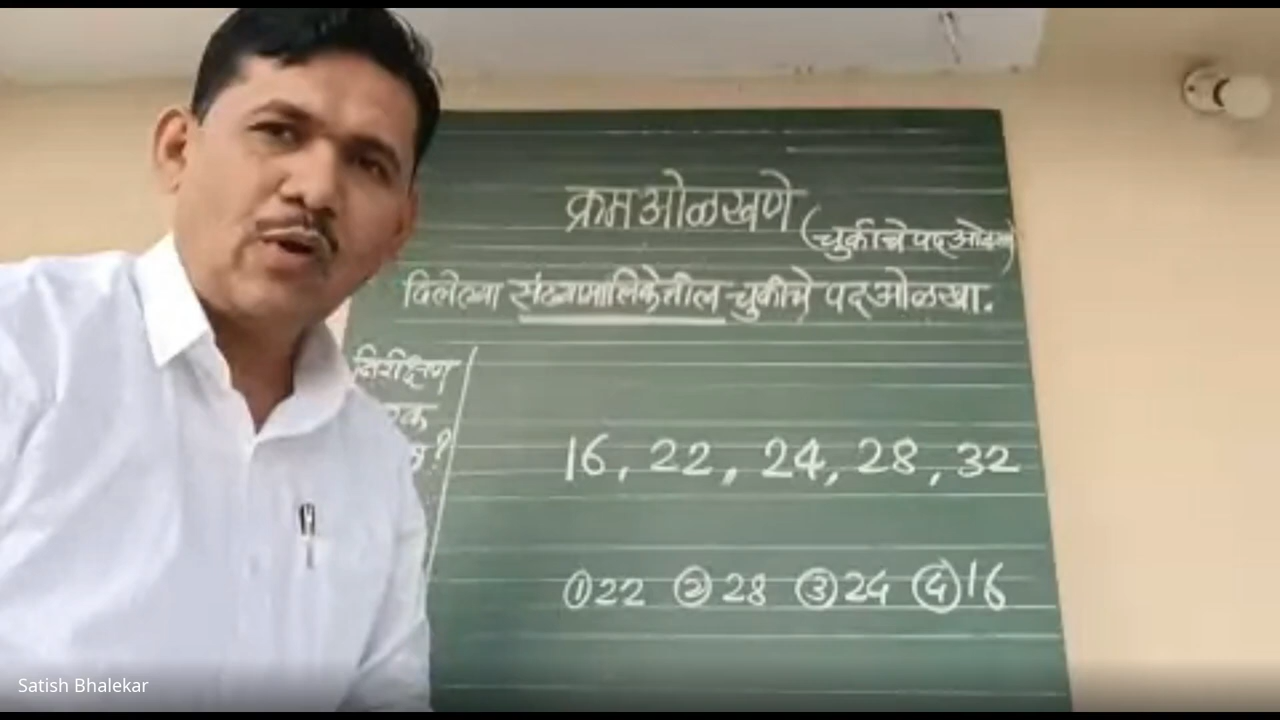 क्रम ओळखणे
(चुकीचे पद ओळखा)
दिलेल्या संख्यामालिकेतील चुकीचे पद ओळखा.
निरीक्षण
16, 22, 24, 28, 32
① 22 ② 28 ③ 24 ④ 16
Satish Bhalekar